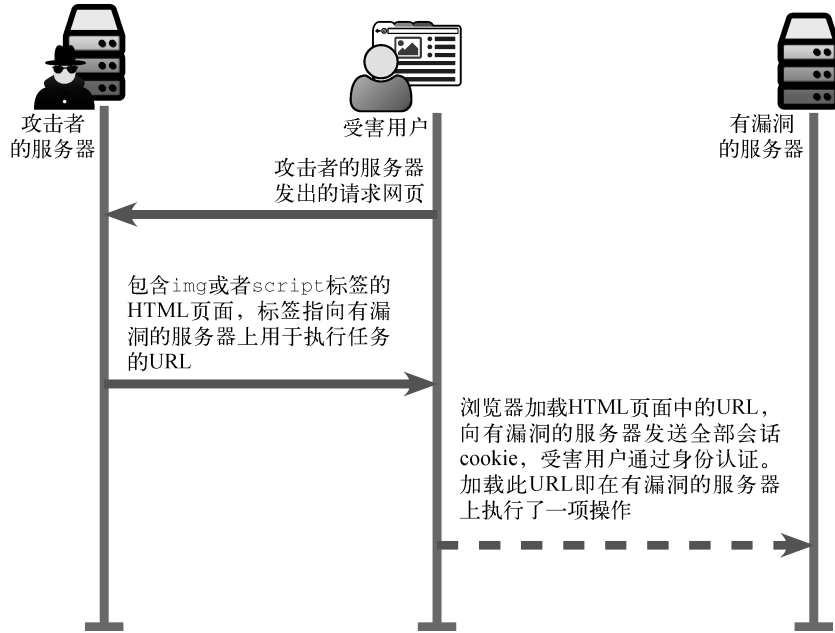 攻击者
的服务器
受害用户
有漏洞
的服务器
攻击者的服务器
发出的请求网页
包含img或者script标签的
HTML页面，标签指向有漏
洞的服务器上用于执行任务
的URL
浏览器加载HTML页面中的URL，
向有漏洞的服务器发送全部会话
cookie，受害用户通过身份认证。
加载此URL即在有漏洞的服务器
上执行了一项操作